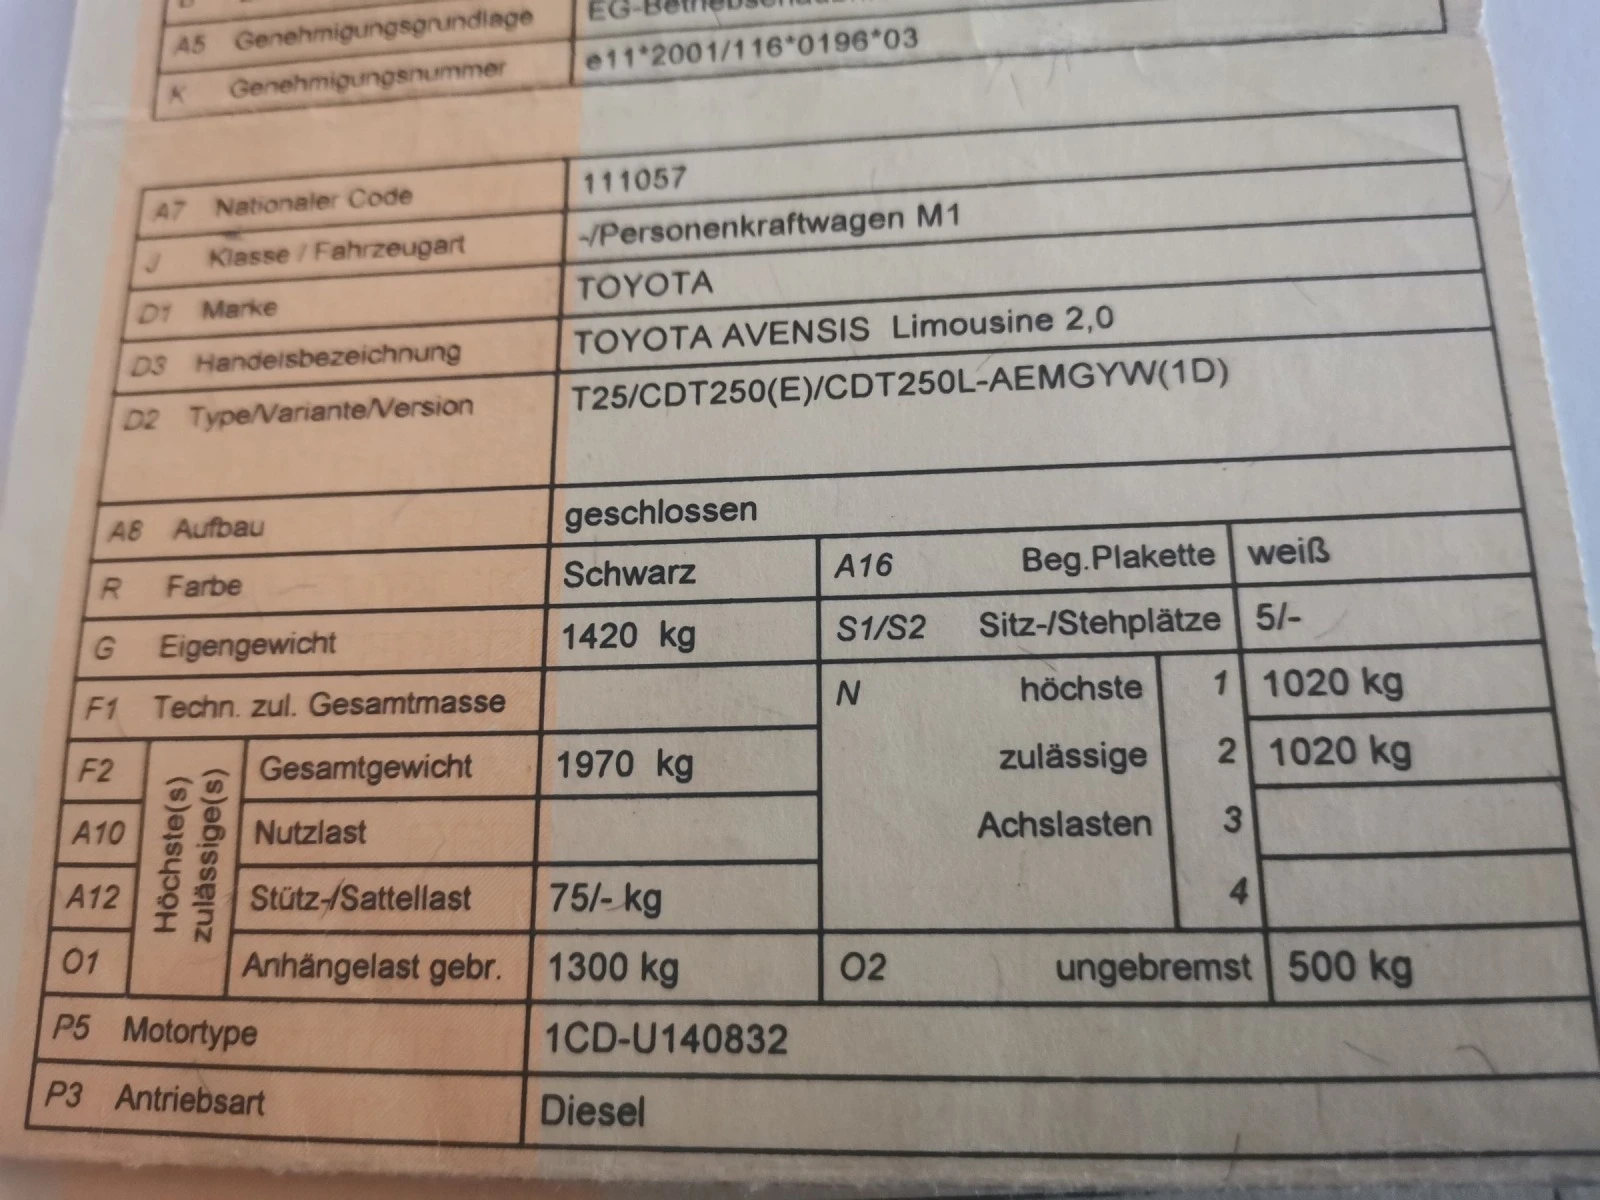 A5 Genehmigungsgrundlage
K Genehmigungsnummer e11*2001/116*0196*03
A7 Nationaler Code 111057
J Klasse / Fahrzeugart -/Personenkraftwagen M1
D1 Marke TOYOTA
D3 Handelsbezeichnung TOYOTA AVENSIS Limousine 2,0
D2 Type/Variante/Version T25/CDT250(E)/CDT250L-AEMGYW(1D)
A8 Aufbau geschlossen
R Farbe Schwarz A16 Beg.Plakette weiß
G Eigengewicht 1420 kg S1/S2 Sitz-/Stehplätze 5/-
F1 Techn. zul. Gesamtmasse N höchste 1 1020 kg
Höchste(s)
zulässige(s)
F2 Gesamtgewicht 1970 kg zulässige 2 1020 kg
A10 Nutzlast Achslasten 3
A12 Stütz-/Sattellast 75/- kg 4
O1 Anhängelast gebr. 1300 kg O2 ungebremst 500 kg
P5 Motortype 1CD-U140832
P3 Antriebsart Diesel